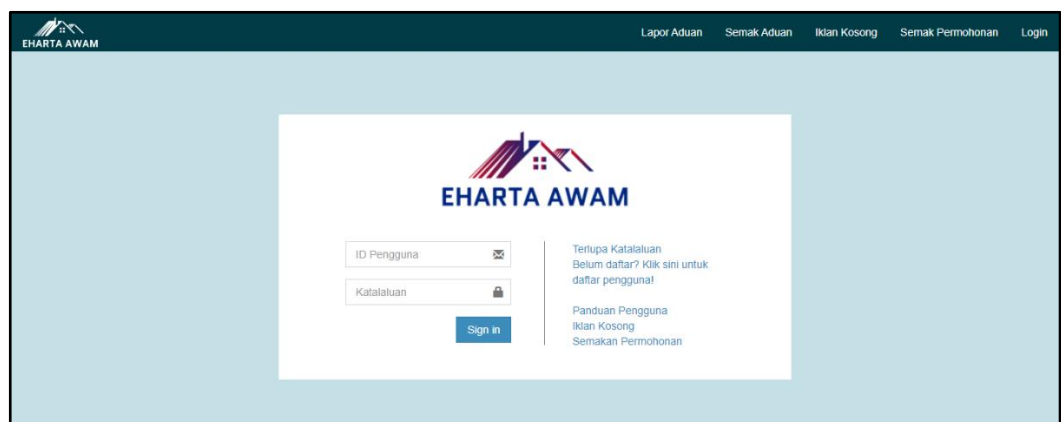 EHARTA AWAM
Lapor Aduan
Semak Aduan
Iklan Kosong
Semak Permohonan
Login
EHARTA AWAM
ID Pengguna
Katalaluan
Sign in
Terlupa Katalaluan
Belum daftar? Klik sini untuk
daftar pengguna!
Panduan Pengguna
Iklan Kosong
Semakan Permohonan